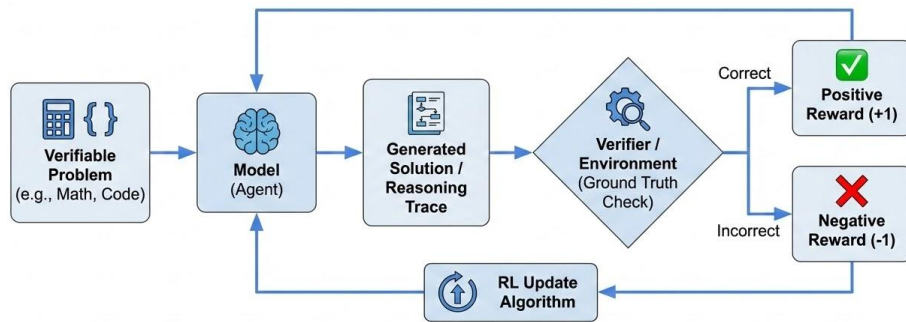 Verifiable
Problem
(e.g., Math, Code)
Model
(Agent)
Generated
Solution /
Reasoning
Trace
Verifier /
Environment
(Ground Truth
Check)
Correct
Positive
Reward (+1)
Incorrect
Negative
Reward (-1)
RL Update
Algorithm